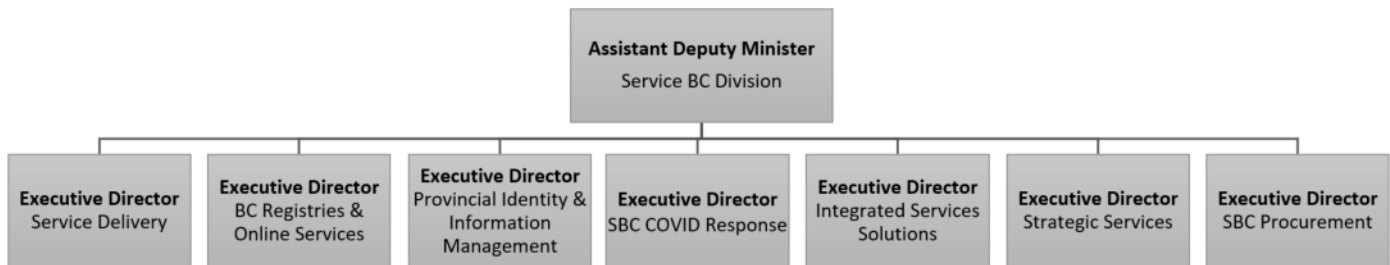 Assistant Deputy Minister
Service BC Division
Executive Director
Service Delivery
Executive Director
BC Registries &
Online Services
Executive Director
Provincial Identity &
Information
Management
Executive Director
SBC COVID Response
Executive Director
Integrated Services
Solutions
Executive Director
Strategic Services
Executive Director
SBC Procurement